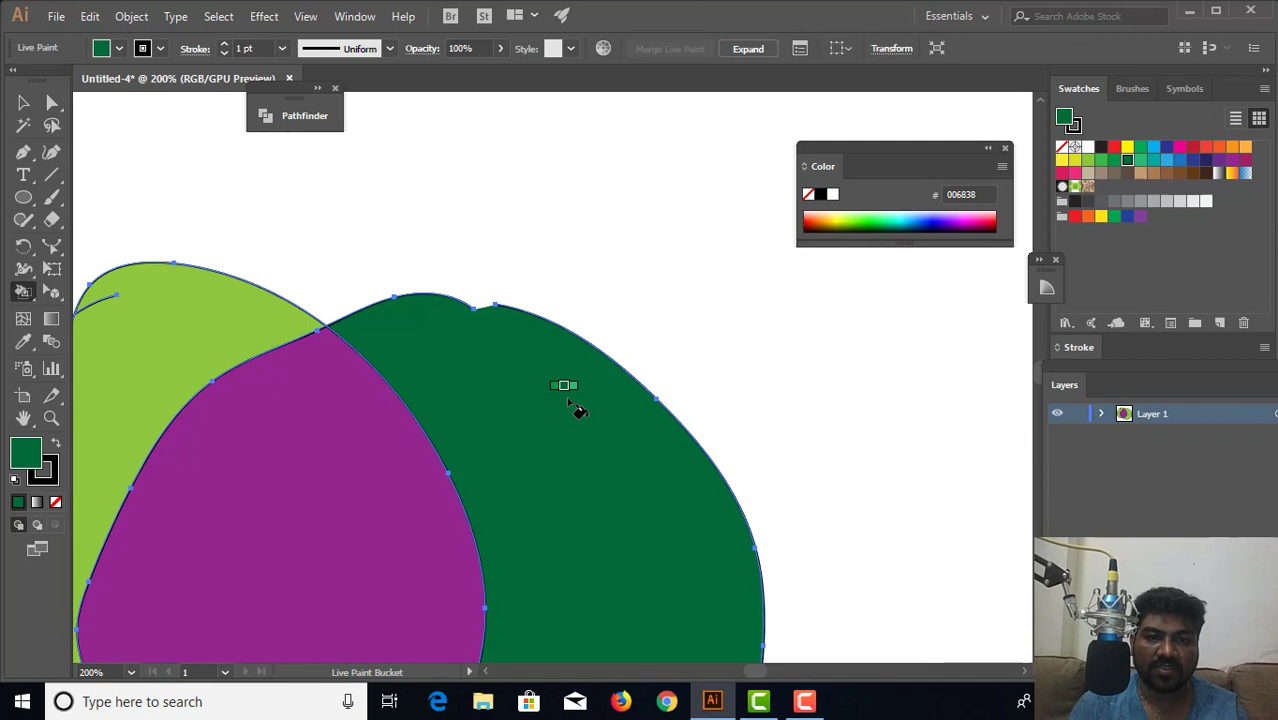 Ai File Edit Object Type Select Effect View Window Help Br St Essentials Search Adobe Stock
Live Paint Stroke: 1 pt Uniform Opacity: 100% Style: Merge Live Paint Expand Transform
Untitled-4* @ 200% (RGB/GPU Preview)
Swatches Brushes Symbols
Pathfinder
Color
# 006838
Stroke
Layers
Layer 1
200% 1 Live Paint Bucket
Type here to search
Ai